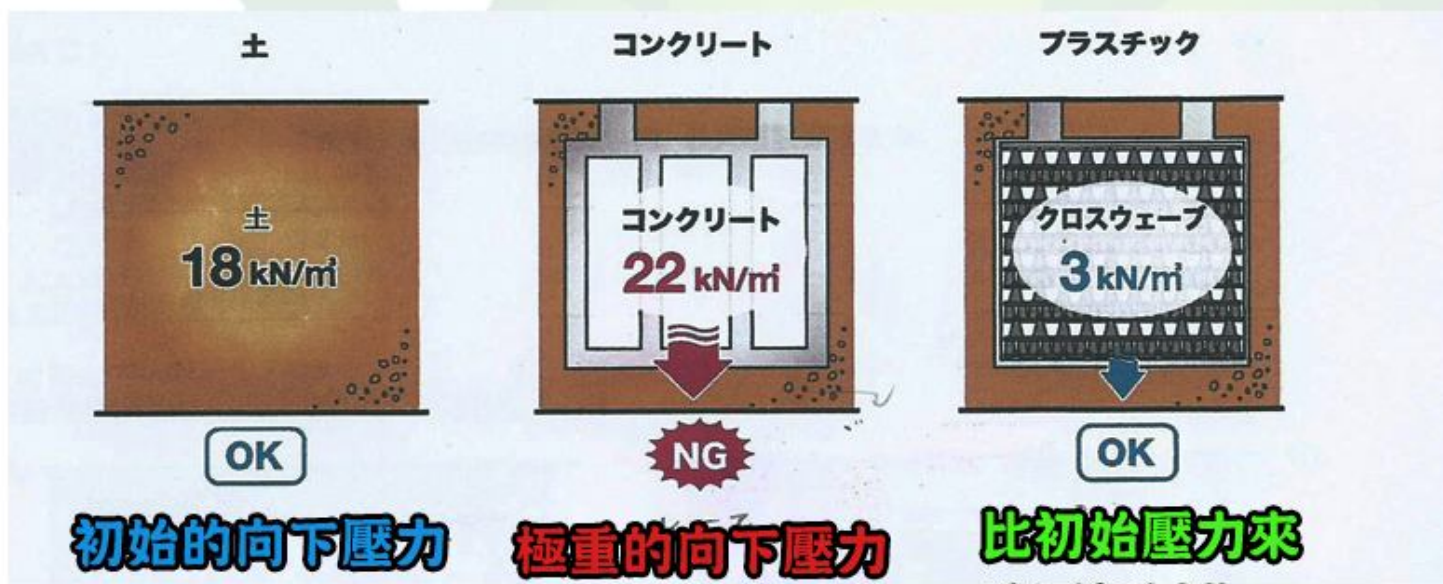 土
コンクリート
プラスチック
土
18 kN/㎡
コンクリート
22 kN/㎡
クロスウェーブ
3 kN/㎡
OK
NG
OK
初始的向下壓力
極重的向下壓力
比初始壓力來